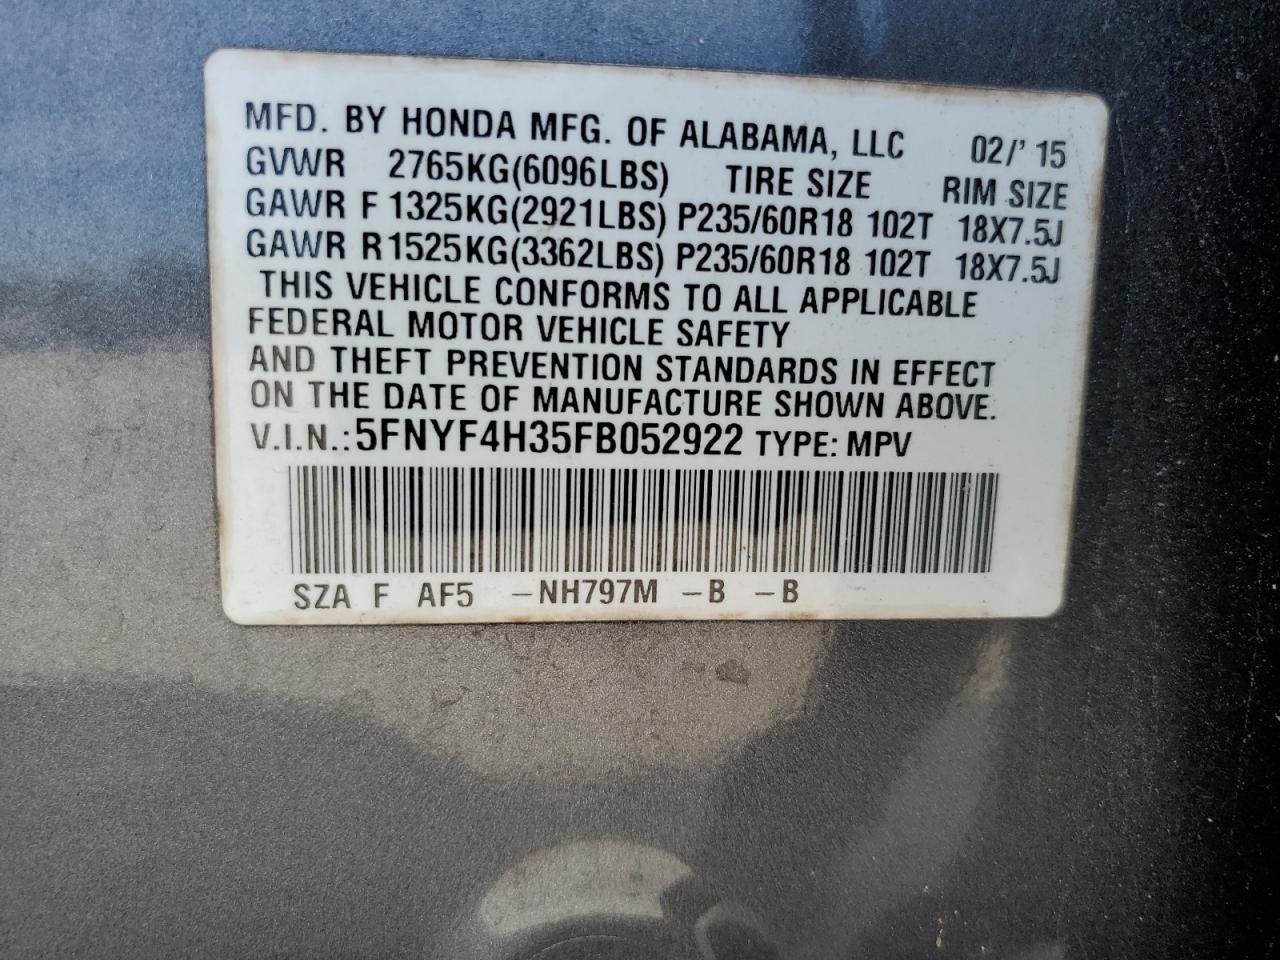 MFD. BY HONDA MFG. OF ALABAMA, LLC 02/' 15
GVWR 2765KG(6096LBS) TIRE SIZE RIM SIZE
GAWR F 1325KG(2921LBS) P235/60R18 102T 18X7.5J
GAWR R1525KG(3362LBS) P235/60R18 102T 18X7.5J
THIS VEHICLE CONFORMS TO ALL APPLICABLE
FEDERAL MOTOR VEHICLE SAFETY
AND THEFT PREVENTION STANDARDS IN EFFECT
ON THE DATE OF MANUFACTURE SHOWN ABOVE.
V.I.N.: 5FNYF4H35FB052922 TYPE: MPV
SZA F AF5 -NH797M -B -B